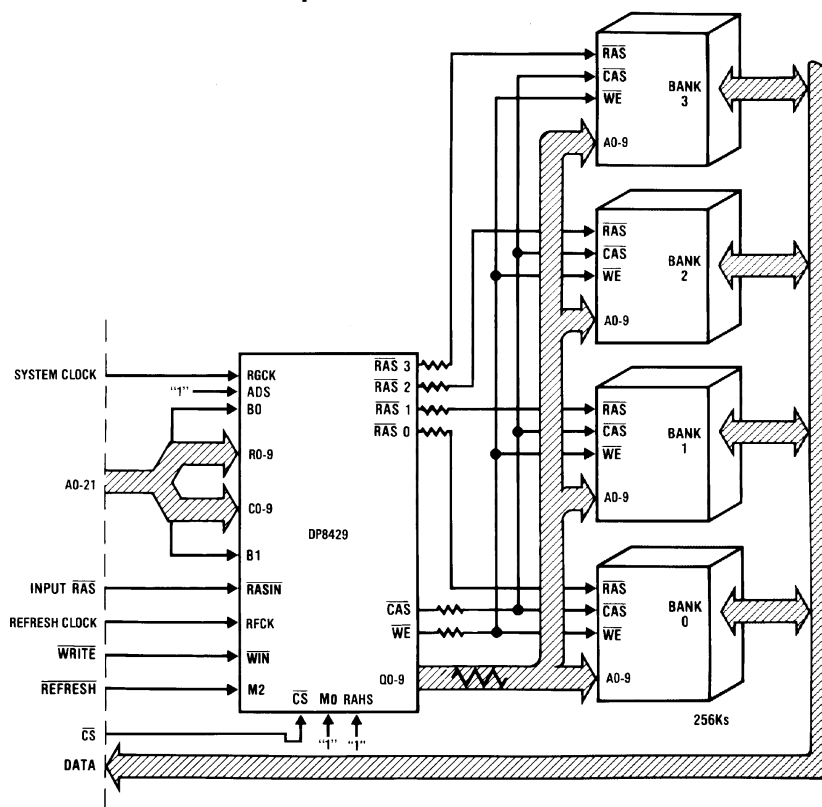 RAS
CAS
WE
A0-9
BANK
3
RAS
CAS
WE
A0-9
BANK
2
RAS
CAS
WE
A0-9
BANK
1
RAS
CAS
WE
A0-9
BANK
0
256Ks
SYSTEM CLOCK
"1"
A0-21
INPUT RAS
REFRESH CLOCK
WRITE
REFRESH
CS
DATA
RGCK
ADS
B0
R0-9
C0-9
B1
RASIN
RFCK
WIN
M2
DP8429
RAS 3
RAS 2
RAS 1
RAS 0
CAS
WE
Q0-9
CS M0 RAHS
"1" "1"